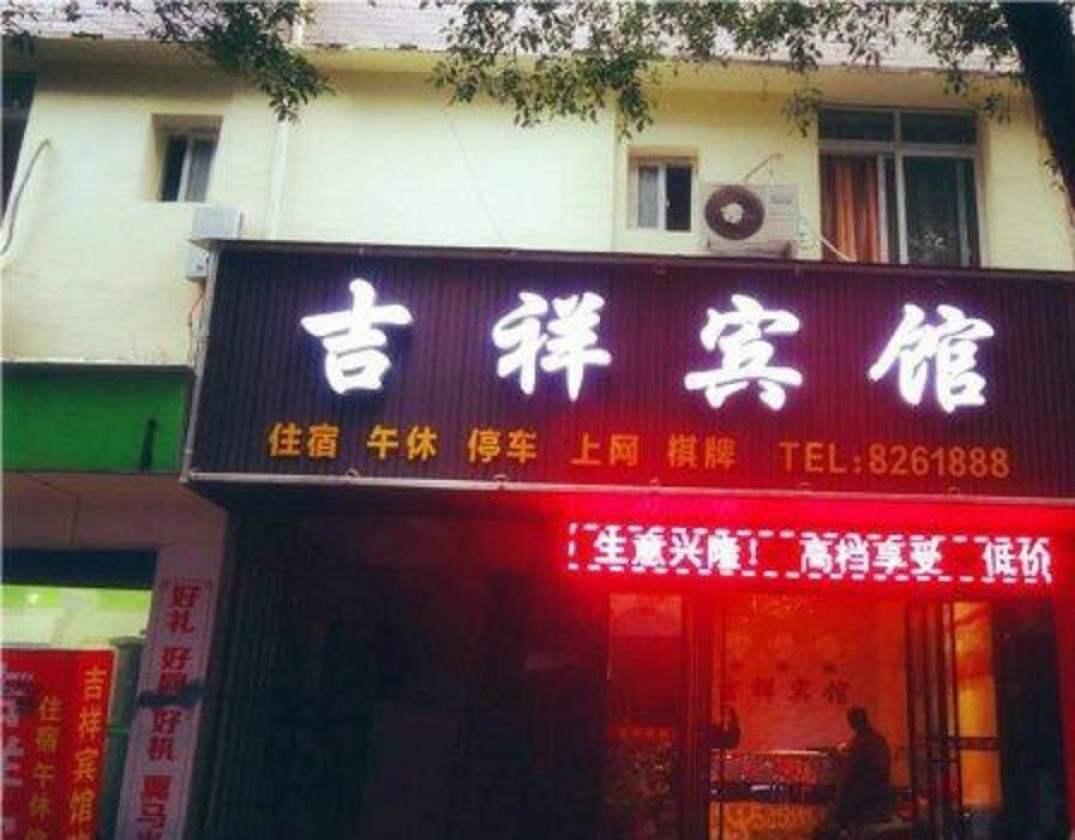 吉祥宾馆
住宿 午休 停车 上网 棋牌 TEL:8261888
生意兴隆! 高档享受 低价
好礼 好网 好机
吉祥宾馆
住宿午休
祥宾馆